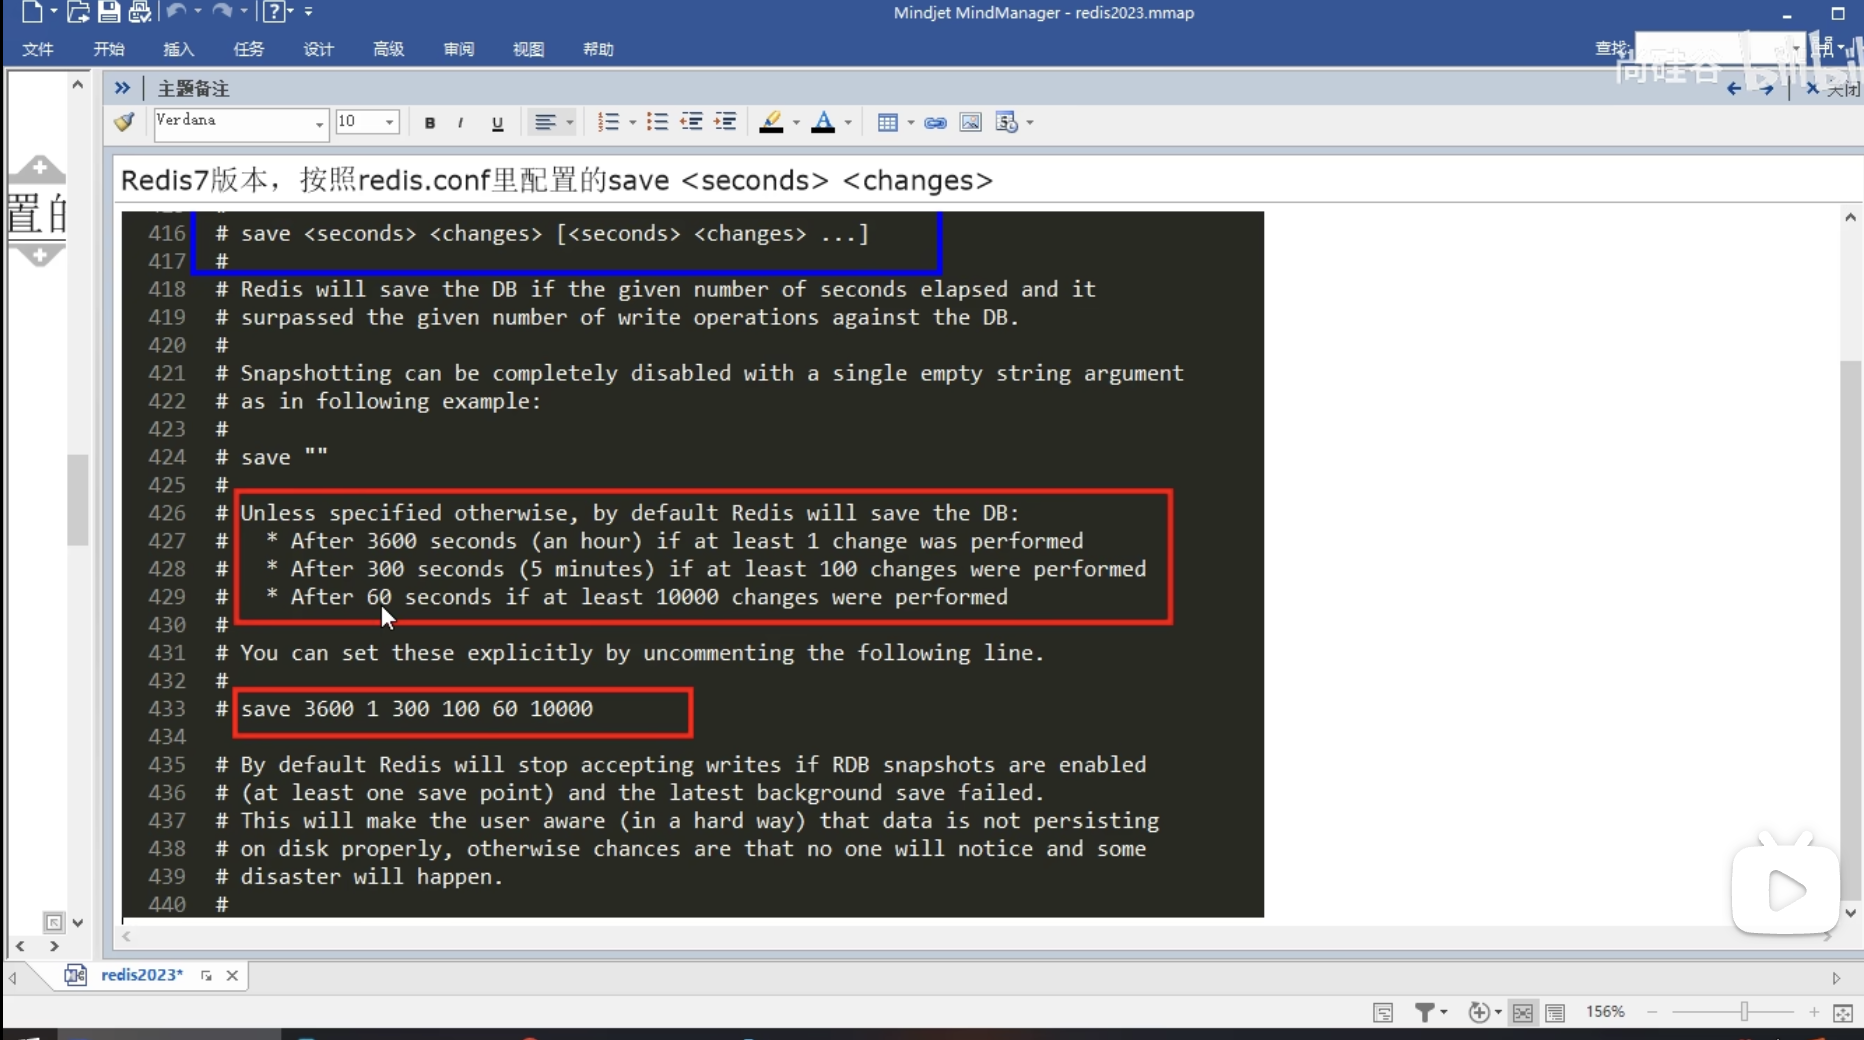 Mindjet MindManager - redis2023.mmap
文件 开始 插入 任务 设计 高级 审阅 视图 帮助 查找:
尚硅谷 bilibili
主题备注 关闭
Verdana 10 B I U
Redis7版本，按照redis.conf里配置的save <seconds> <changes>
置的
416 # save <seconds> <changes> [<seconds> <changes> ...]
417 #
418 # Redis will save the DB if the given number of seconds elapsed and it
419 # surpassed the given number of write operations against the DB.
420 #
421 # Snapshotting can be completely disabled with a single empty string argument
422 # as in following example:
423 #
424 # save ""
425 #
426 # Unless specified otherwise, by default Redis will save the DB:
427 #   * After 3600 seconds (an hour) if at least 1 change was performed
428 #   * After 300 seconds (5 minutes) if at least 100 changes were performed
429 #   * After 60 seconds if at least 10000 changes were performed
430 #
431 # You can set these explicitly by uncommenting the following line.
432 #
433 # save 3600 1 300 100 60 10000
434
435 # By default Redis will stop accepting writes if RDB snapshots are enabled
436 # (at least one save point) and the latest background save failed.
437 # This will make the user aware (in a hard way) that data is not persisting
438 # on disk properly, otherwise chances are that no one will notice and some
439 # disaster will happen.
440 #
redis2023*
156%